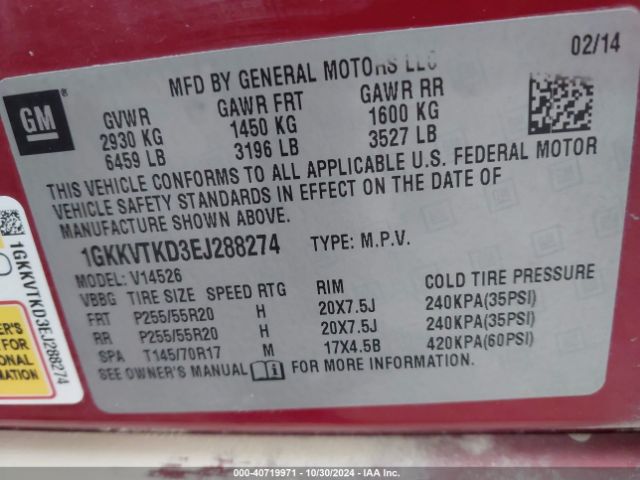 02/14
MFD BY GENERAL MOTORS LLC
GM ®
GVWR GAWR FRT GAWR RR
2930 KG 1450 KG 1600 KG
6459 LB 3196 LB 3527 LB
THIS VEHICLE CONFORMS TO ALL APPLICABLE U.S. FEDERAL MOTOR
VEHICLE SAFETY STANDARDS IN EFFECT ON THE DATE OF
MANUFACTURE SHOWN ABOVE.
1GKKVTKD3EJ288274 TYPE: M.P.V.
MODEL: V14526
VBBG TIRE SIZE SPEED RTG RIM COLD TIRE PRESSURE
FRT P255/55R20 H 20X7.5J 240KPA(35PSI)
RR P255/55R20 H 20X7.5J 240KPA(35PSI)
SPA T145/70R17 M 17X4.5B 420KPA(60PSI)
SEE OWNER'S MANUAL FOR MORE INFORMATION.
1GKKVTKD3EJ288274
ER'S
FOR
ONAL
MATION
000-40719971 - 10/30/2024 - IAA Inc.